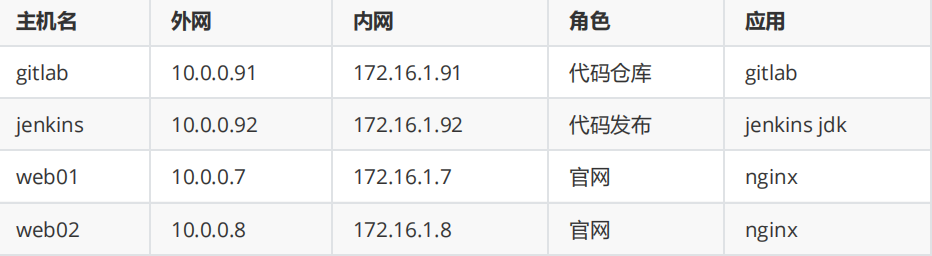 主机名 外网 内网 角色 应用
gitlab 10.0.0.91 172.16.1.91 代码仓库 gitlab
jenkins 10.0.0.92 172.16.1.92 代码发布 jenkins jdk
web01 10.0.0.7 172.16.1.7 官网 nginx
web02 10.0.0.8 172.16.1.8 官网 nginx